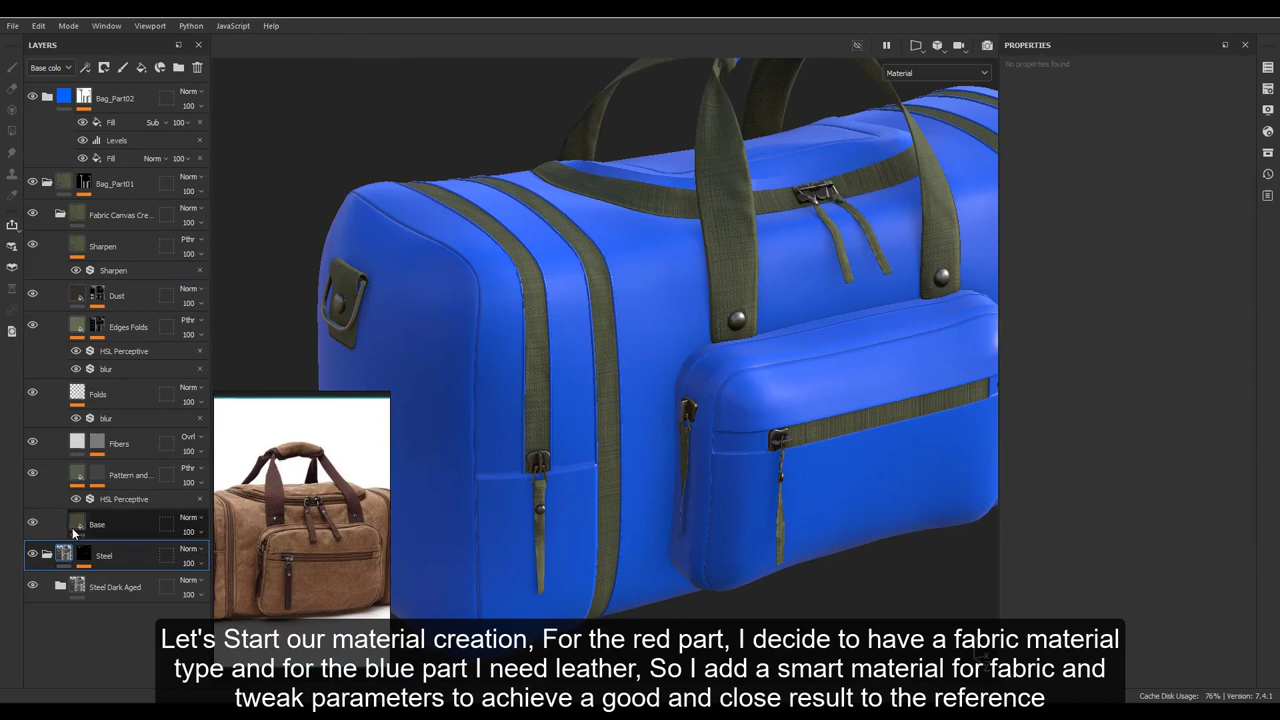 File Edit Mode Window Viewport Python JavaScript Help
LAYERS
PROPERTIES
Base colo
No properties found
Material
Bag_Part02 Norm
100
Fill Sub 100
Levels
Fill Norm 100
Bag_Part01 Norm
100
Fabric Canvas Cre... Norm
100
Sharpen Pthr
100
Sharpen
Dust Norm
100
Edges Folds Pthr
100
HSL Perceptive
blur
Folds Norm
100
blur
Fibers Ovrl
100
Pattern and... Pthr
100
HSL Perceptive
Base Norm
100
Steel Norm
100
Steel Dark Aged Norm
100
Let's Start our material creation, For the red part, I decide to have a fabric material
type and for the blue part I need leather, So I add a smart material for fabric and
tweak parameters to achieve a good and close result to the reference
Cache Disk Usage: 76% | Version: 7.4.1